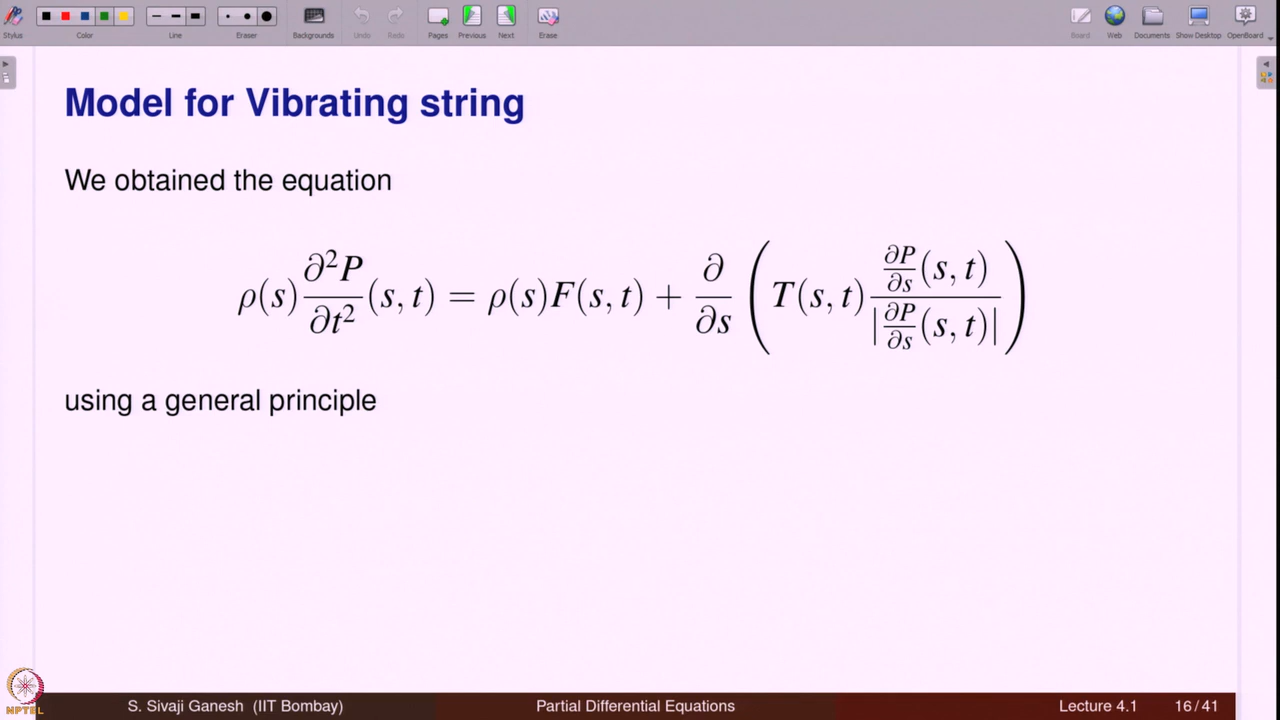 Stylus Color Line Eraser Backgrounds Undo Redo Pages Previous Next Erase Board Web Documents Show Desktop OpenBoard
Model for Vibrating string
We obtained the equation
ρ(s) ∂²P/∂t² (s, t) = ρ(s)F(s, t) + ∂/∂s ( T(s, t) ∂P/∂s (s, t) / |∂P/∂s (s, t)| )
using a general principle
NPTEL
S. Sivaji Ganesh (IIT Bombay) Partial Differential Equations Lecture 4.1 16/41